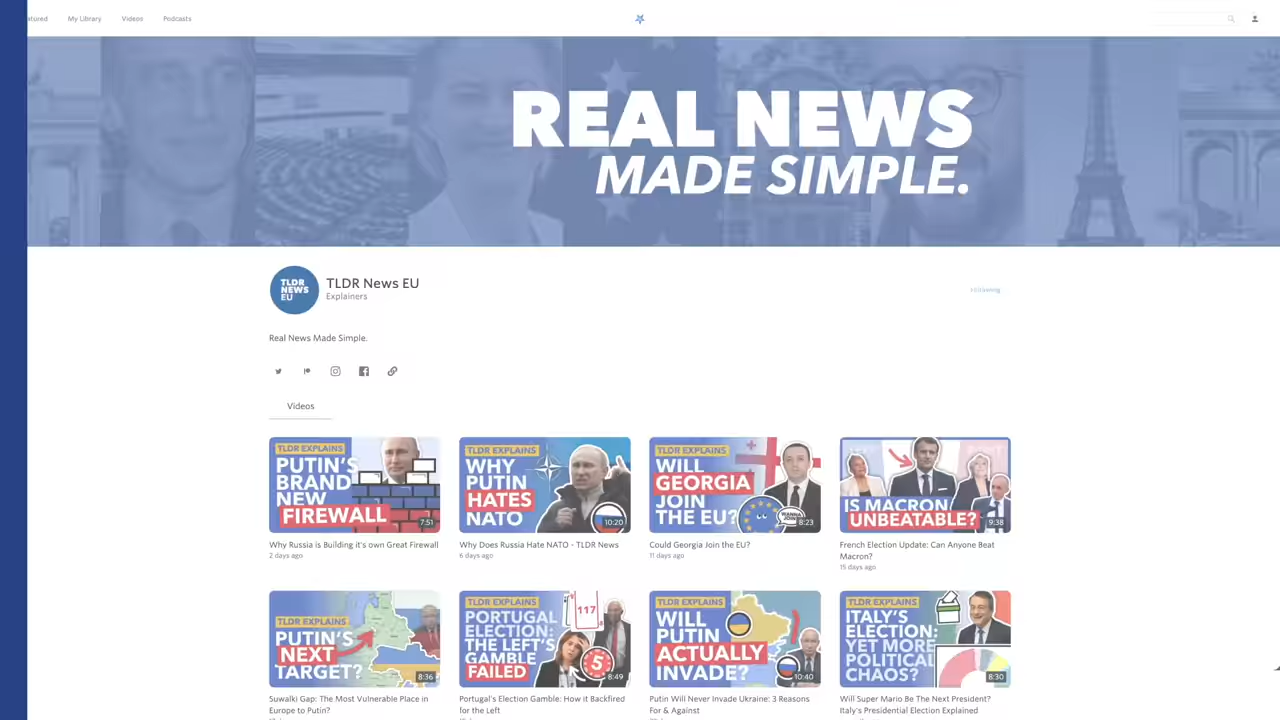 atured My Library Videos Podcasts
REAL NEWS
MADE SIMPLE.
TLDR
NEWS
EU
TLDR News EU
Explainers
Following
Real News Made Simple.
Videos
TLDR EXPLAINS
PUTIN'S
BRAND
NEW
FIREWALL
7:51
Why Russia is Building it's own Great Firewall
2 days ago
TLDR EXPLAINS
WHY
PUTIN
HATES
NATO
10:20
Why Does Russia Hate NATO - TLDR News
6 days ago
TLDR EXPLAINS
WILL
GEORGIA
JOIN
THE EU?
WANNA
JOIN?
8:23
Could Georgia Join the EU?
11 days ago
IS MACRON
UNBEATABLE?
9:38
French Election Update: Can Anyone Beat
Macron?
15 days ago
TLDR EXPLAINS
PUTIN'S
NEXT
TARGET?
8:36
Suwalki Gap: The Most Vulnerable Place in
Europe to Putin?
TLDR EXPLAINS
PORTUGAL
ELECTION:
THE LEFT'S
GAMBLE
FAILED
117
5
8:49
Portugal's Election Gamble: How it Backfired
for the Left
TLDR EXPLAINS
WILL
PUTIN
ACTUALLY
INVADE?
10:40
Putin Will Never Invade Ukraine: 3 Reasons
For & Against
TLDR EXPLAINS
ITALY'S
ELECTION:
YET MORE
POLITICAL
CHAOS?
8:30
Will Super Mario Be The Next President?
Italy's Presidential Election Explained